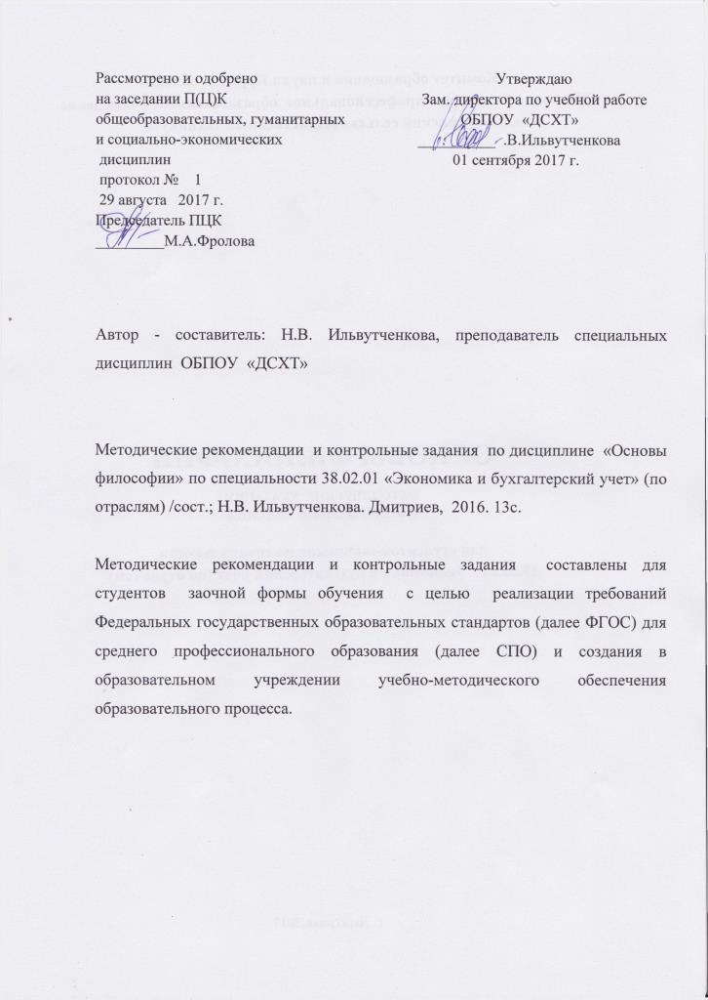 Рассмотрено и одобрено
на заседании П(Ц)К
общеобразовательных, гуманитарных
и социально-экономических
дисциплин
протокол № 1
29 августа 2017 г.
Председатель ПЦК
__________М.А.Фролова
Утверждаю
Зам. директора по учебной работе
ОБПОУ «ДСХТ»
__________ .В.Ильвутченкова
01 сентября 2017 г.
Автор - составитель: Н.В. Ильвутченкова, преподаватель специальных
дисциплин ОБПОУ «ДСХТ»
Методические рекомендации и контрольные задания по дисциплине «Основы
философии» по специальности 38.02.01 «Экономика и бухгалтерский учет» (по
отраслям) /сост.; Н.В. Ильвутченкова. Дмитриев, 2016. 13с.
Методические рекомендации и контрольные задания составлены для
студентов заочной формы обучения с целью реализации требований
Федеральных государственных образовательных стандартов (далее ФГОС) для
среднего профессионального образования (далее СПО) и создания в
образовательном учреждении учебно-методического обеспечения
образовательного процесса.